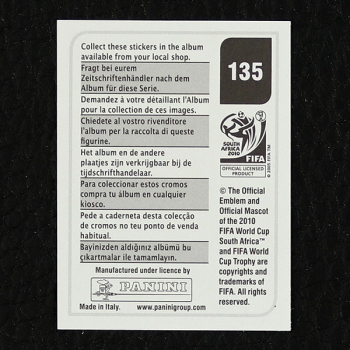 Collect these stickers in the album
available from your local shop.
Fragt bei eurem
Zeitschriftenhändler nach dem
Album für diese Serie.
Demandez à votre détaillant l'Album
pour la collection de ces images.
Chiedete al vostro rivenditore
l'album per la raccolta di queste
figurine.
Het album en de andere
plaatjes zijn verkrijgbaar bij de
tijdschrifthandelaar.
Para coleccionar estos cromos
compra tu álbum en cualquier
kiosco.
Pede a caderneta desta colecção
de cromos no teu ponto de venda
habitual.
Bayinizden aldığınız albümü bu
çıkartmalar ile tamamlayın.
Manufactured under licence by
PANINI
Made in Italy. www.paninigroup.com
135
SOUTH AFRICA
2010
FIFA
OFFICIAL LICENSED
PRODUCT
© 2005 FIFA TM
© The Official
Emblem and
Official Mascot
of the 2010
FIFA World Cup
South Africa™
and FIFA World
Cup Trophy are
copyrights and
trademarks of
FIFA. All rights
reserved.